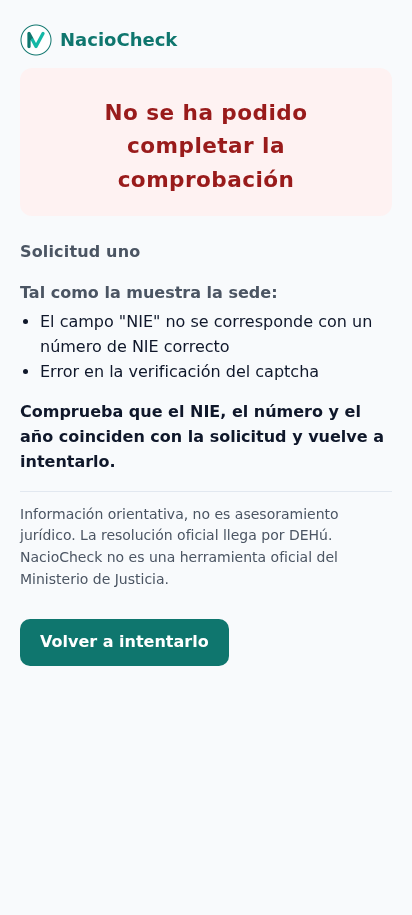 NacioCheck
No se ha podido
completar la
comprobación
Solicitud uno
Tal como la muestra la sede:
• El campo "NIE" no se corresponde con un
número de NIE correcto
• Error en la verificación del captcha
Comprueba que el NIE, el número y el
año coinciden con la solicitud y vuelve a
intentarlo.
Información orientativa, no es asesoramiento
jurídico. La resolución oficial llega por DEHú.
NacioCheck no es una herramienta oficial del
Ministerio de Justicia.
Volver a intentarlo